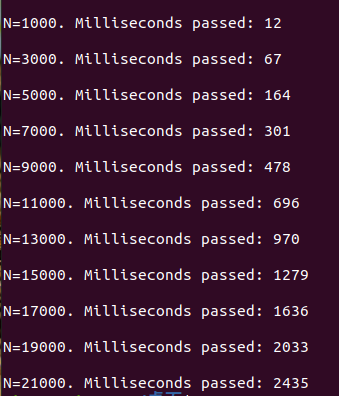 N=1000. Milliseconds passed: 12
N=3000. Milliseconds passed: 67
N=5000. Milliseconds passed: 164
N=7000. Milliseconds passed: 301
N=9000. Milliseconds passed: 478
N=11000. Milliseconds passed: 696
N=13000. Milliseconds passed: 970
N=15000. Milliseconds passed: 1279
N=17000. Milliseconds passed: 1636
N=19000. Milliseconds passed: 2033
N=21000. Milliseconds passed: 2435